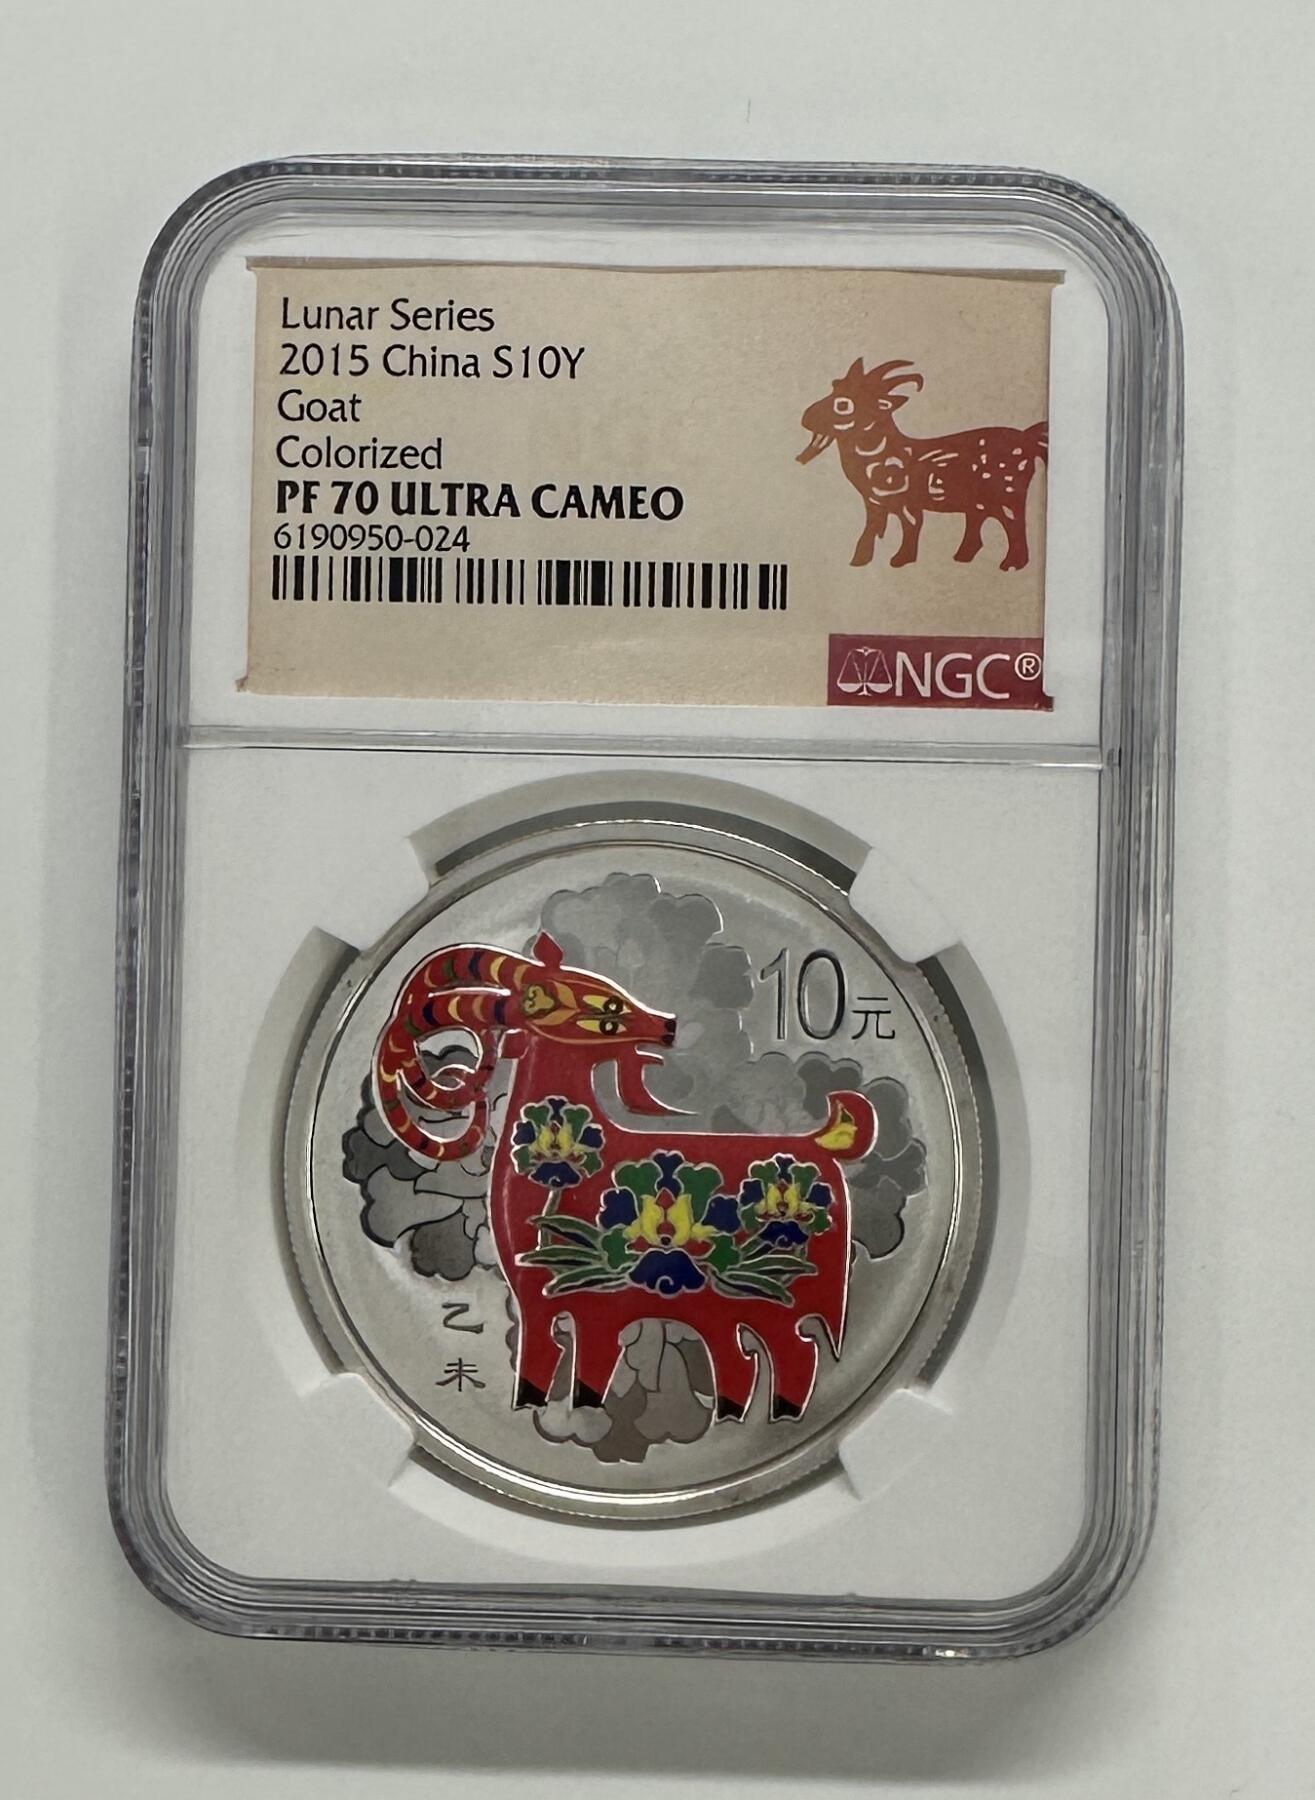 Lunar Series
2015 China S10Y
Goat
Colorized
PF 70 ULTRA CAMEO
6190950-024
NGC®
10元
乙
未